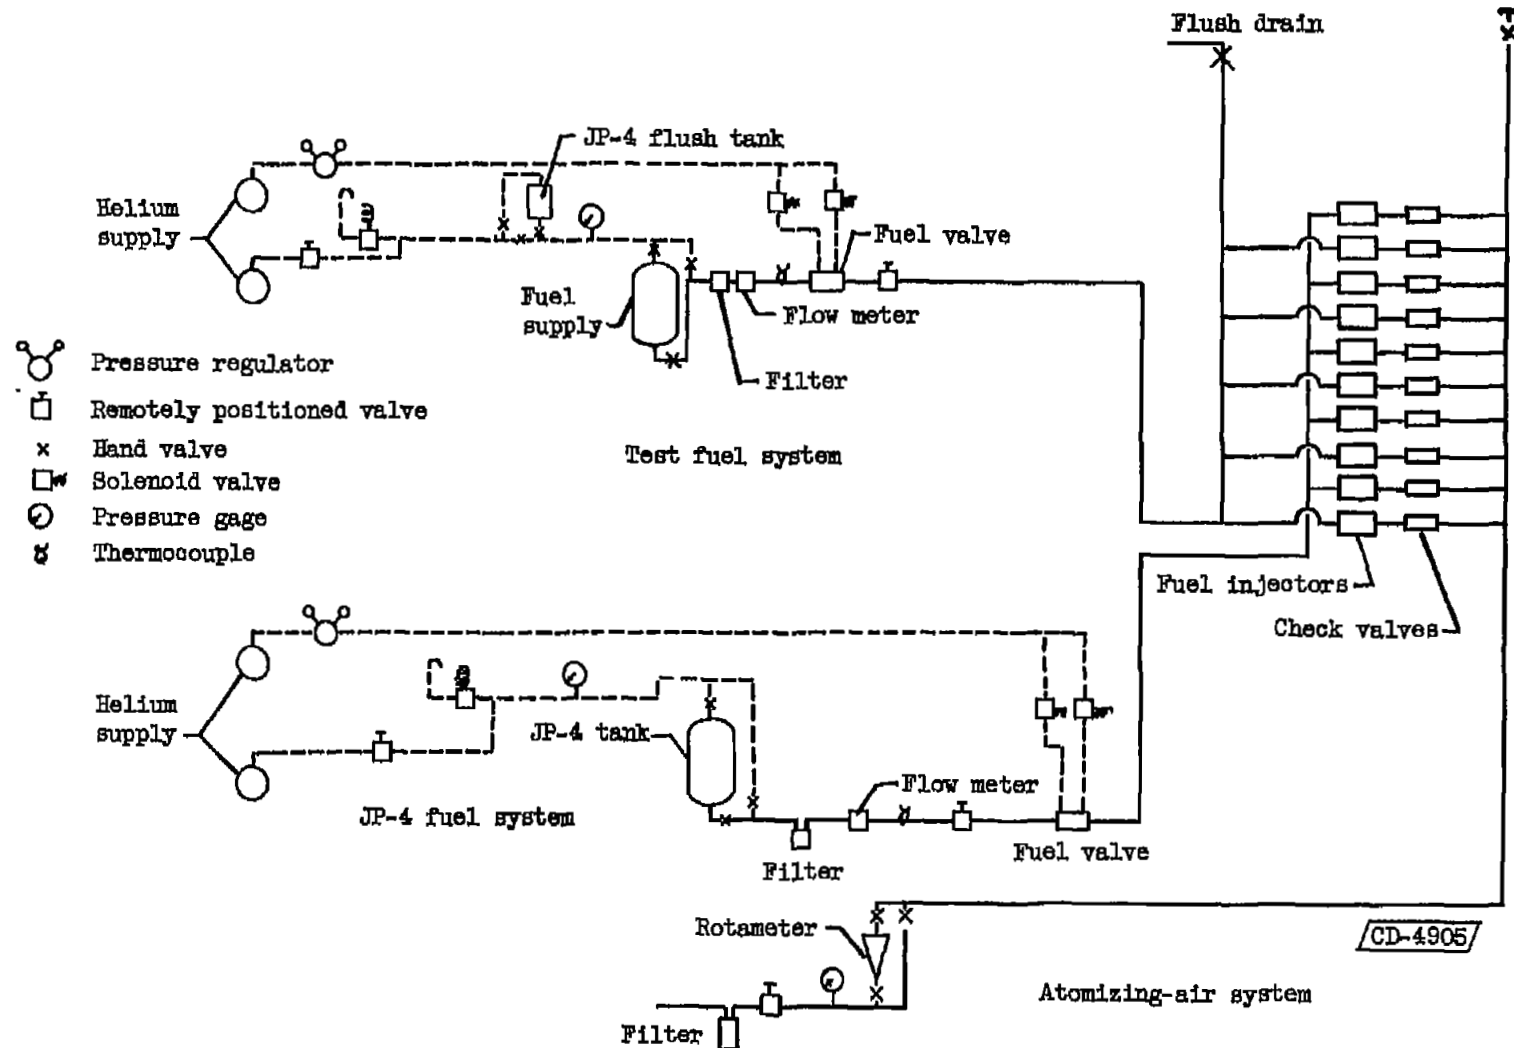 Flush drain
JP-4 flush tank
Helium
supply
Fuel valve
Fuel
supply
Flow meter
Filter
Pressure regulator
Remotely positioned valve
Hand valve
Solenoid valve
Pressure gage
Thermocouple
Test fuel system
Fuel injectors
Check valves
Helium
supply
JP-4 tank
Flow meter
JP-4 fuel system
Filter
Fuel valve
Rotameter
CD-4905
Atomizing-air system
Filter